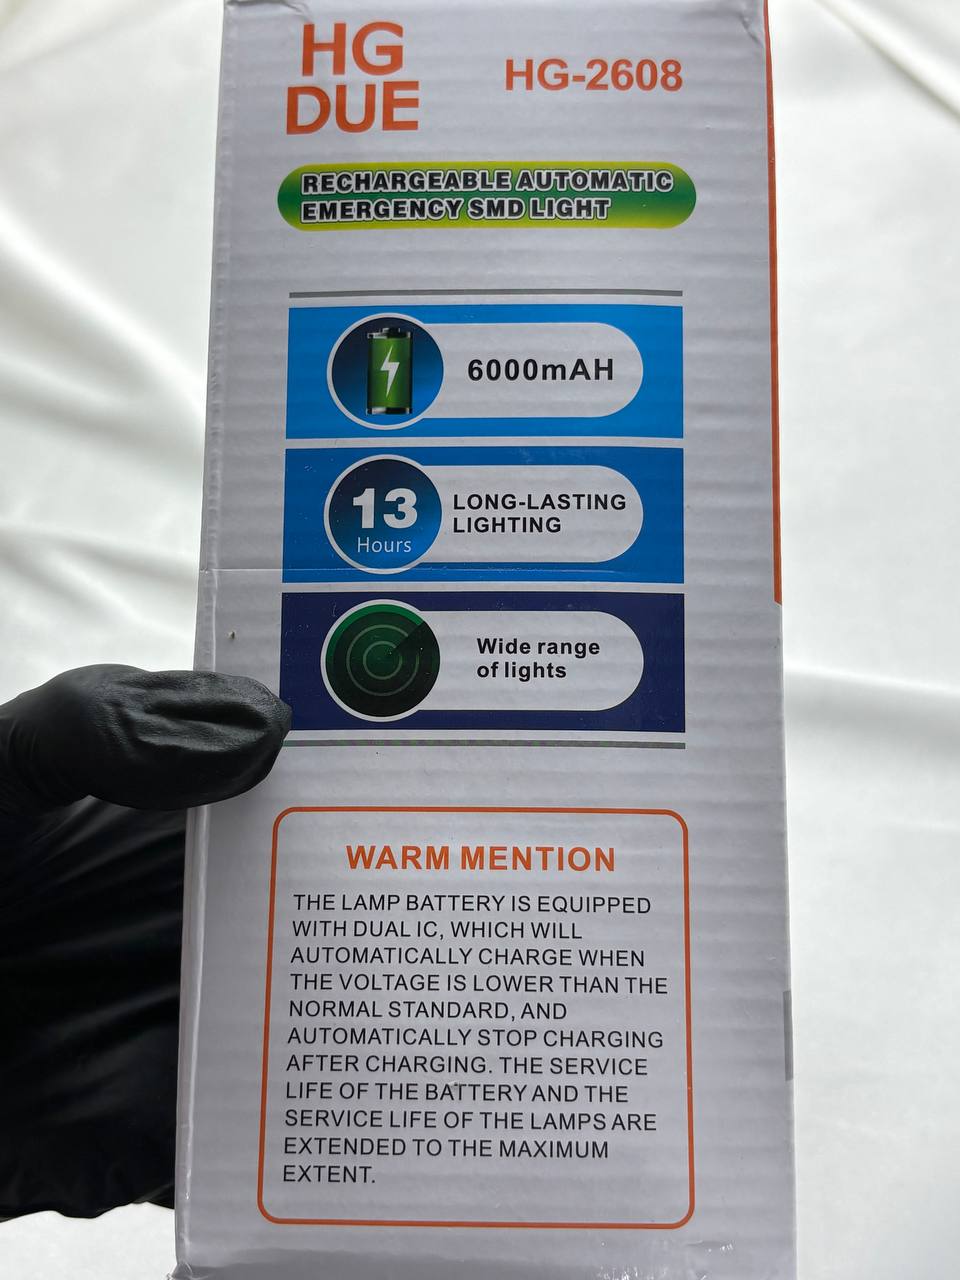 HG
DUE
HG-2608
RECHARGEABLE AUTOMATIC
EMERGENCY SMD LIGHT
6000mAH
13
Hours
LONG-LASTING
LIGHTING
Wide range
of lights
WARM MENTION
THE LAMP BATTERY IS EQUIPPED
WITH DUAL IC, WHICH WILL
AUTOMATICALLY CHARGE WHEN
THE VOLTAGE IS LOWER THAN THE
NORMAL STANDARD, AND
AUTOMATICALLY STOP CHARGING
AFTER CHARGING. THE SERVICE
LIFE OF THE BATTERY AND THE
SERVICE LIFE OF THE LAMPS ARE
EXTENDED TO THE MAXIMUM
EXTENT.